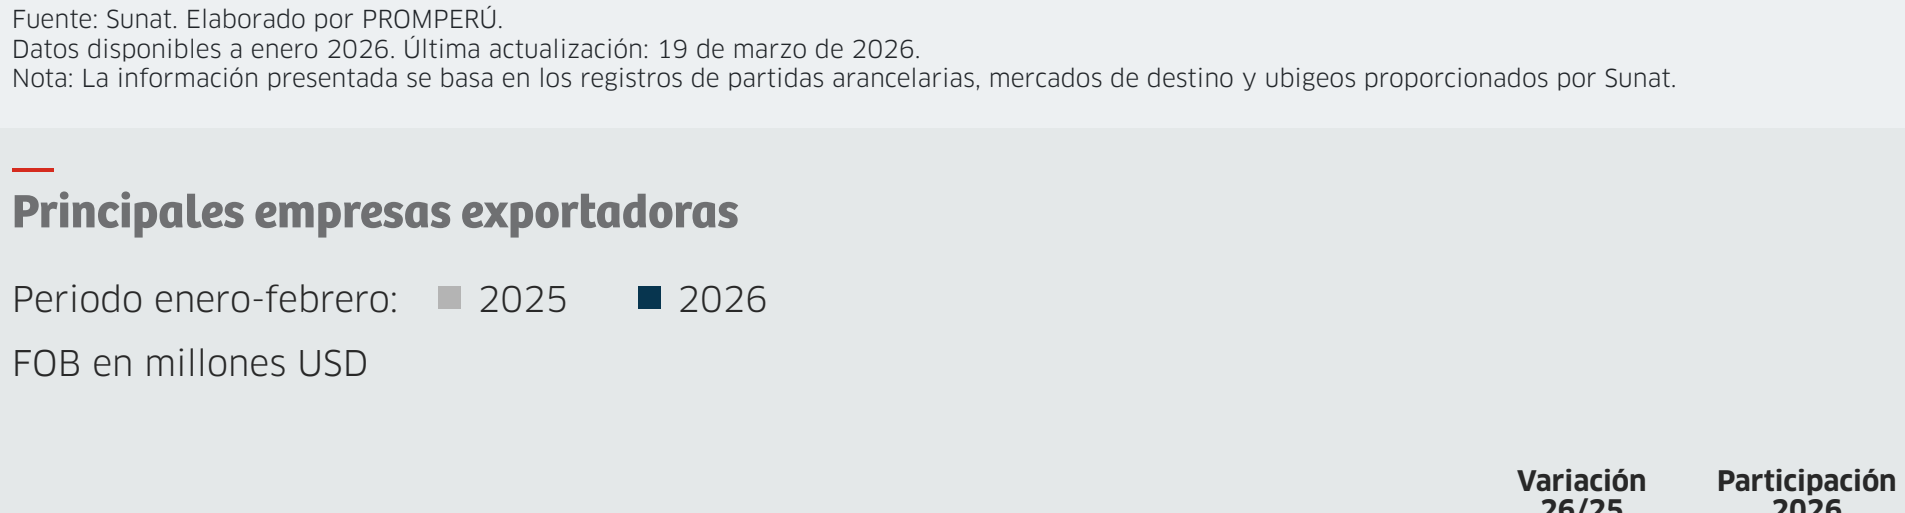 Fuente: Sunat. Elaborado por PROMPERÚ.
Datos disponibles a enero 2026. Última actualización: 19 de marzo de 2026.
Nota: La información presentada se basa en los registros de partidas arancelarias, mercados de destino y ubigeos proporcionados por Sunat.
Principales empresas exportadoras
Periodo enero-febrero: 2025 2026
FOB en millones USD
Variación Participación
26/25 2026